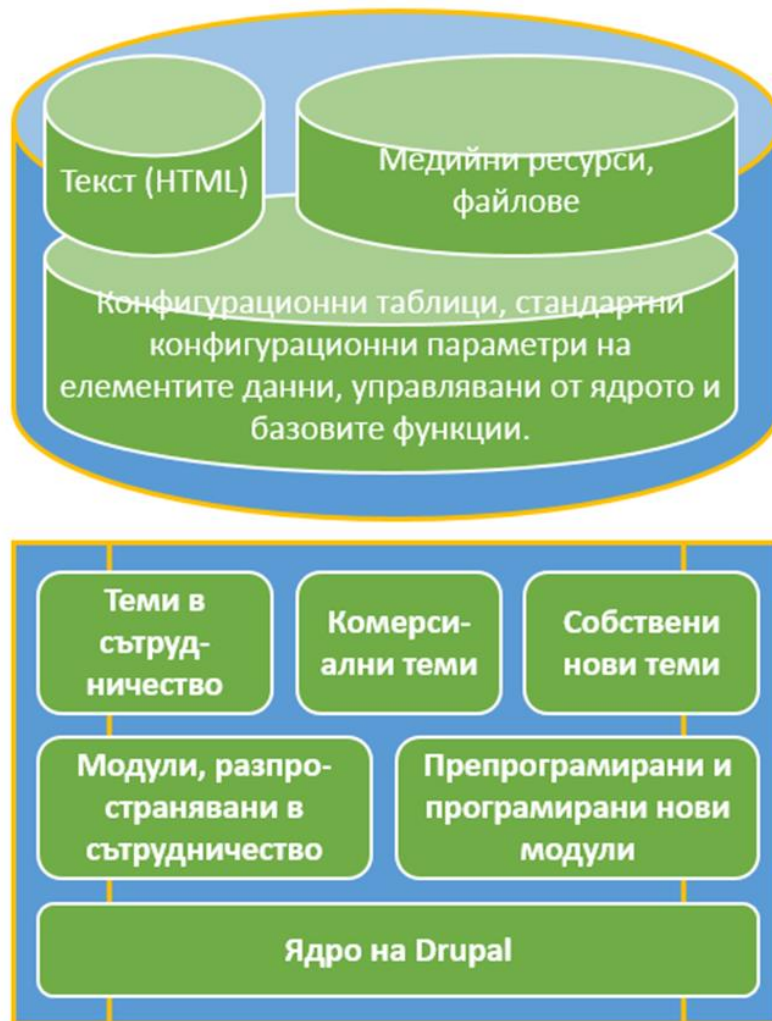 Текст (HTML)
Медийни ресурси,
файлове
Конфигурационни таблици, стандартни
конфигурационни параметри на
елементите данни, управлявани от ядрото и
базовите функции.
Теми в
сътруд-
ничество
Комерси-
ални теми
Собствени
нови теми
Модули, разпро-
странявани в
сътрудничество
Препрограмирани и
програмирани нови
модули
Ядро на Drupal